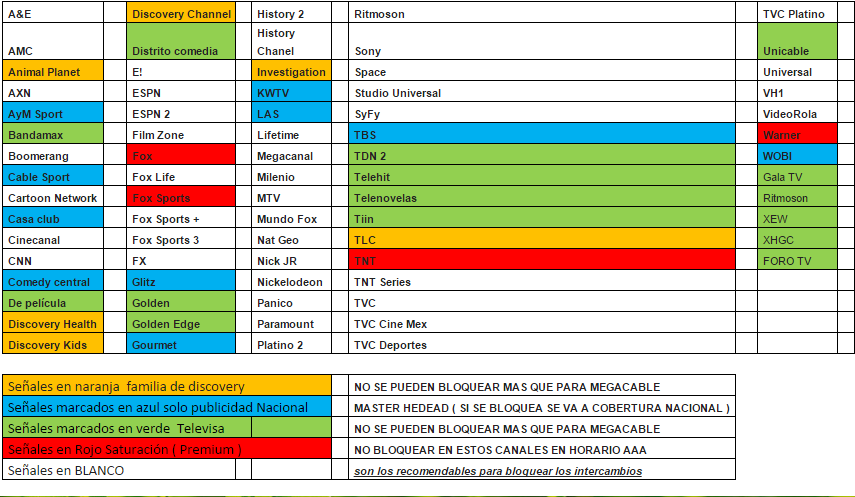 A&E Discovery Channel History 2 Ritmoson TVC Platino
AMC Distrito comedia History Chanel Sony Unicable
Animal Planet E! Investigation Space Universal
AXN ESPN KWTV Studio Universal VH1
AyM Sport ESPN 2 LAS SyFy VideoRola
Bandamax Film Zone Lifetime TBS Warner
Boomerang Fox Megacanal TDN 2 WOBI
Cable Sport Fox Life Milenio Telehit Gala TV
Cartoon Network Fox Sports MTV Telenovelas Ritmoson
Casa club Fox Sports + Mundo Fox Tiin XEW
Cinecanal Fox Sports 3 Nat Geo TLC XHGC
CNN FX Nick JR TNT FORO TV
Comedy central Glitz Nickelodeon TNT Series
De película Golden Panico TVC
Discovery Health Golden Edge Paramount TVC Cine Mex
Discovery Kids Gourmet Platino 2 TVC Deportes
Señales en naranja familia de discovery NO SE PUEDEN BLOQUEAR MAS QUE PARA MEGACABLE
Señales marcados en azul solo publicidad Nacional MASTER HEDEAD ( SI SE BLOQUEA SE VA A COBERTURA NACIONAL )
Señales marcados en verde Televisa NO SE PUEDEN BLOQUEAR MAS QUE PARA MEGACABLE
Señales en Rojo Saturación ( Premium ) NO BLOQUEAR EN ESTOS CANALES EN HORARIO AAA
Señales en BLANCO son los recomendables para bloquear los intercambios